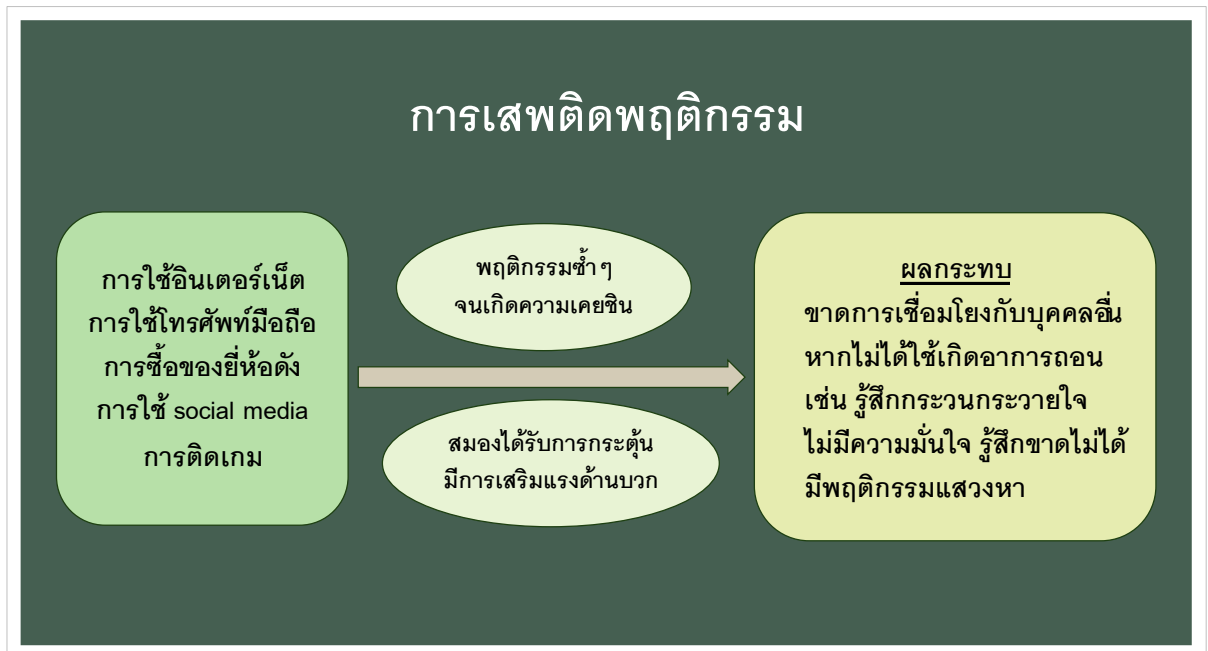 การเสพติดพฤติกรรม
การใช้อินเตอร์เน็ต
การใช้โทรศัพท์มือถือ
การซื้อของยี่ห้อดัง
การใช้ social media
การติดเกม
พฤติกรรมซ้ำๆ
จนเกิดความเคยชิน
สมองได้รับการกระตุ้น
มีการเสริมแรงด้านบวก
ผลกระทบ
ขาดการเชื่อมโยงกับบุคคลอื่น
หากไม่ได้ใช้เกิดอาการถอน
เช่น รู้สึกกระวนกระวายใจ
ไม่มีความมั่นใจ รู้สึกขาดไม่ได้
มีพฤติกรรมแสวงหา